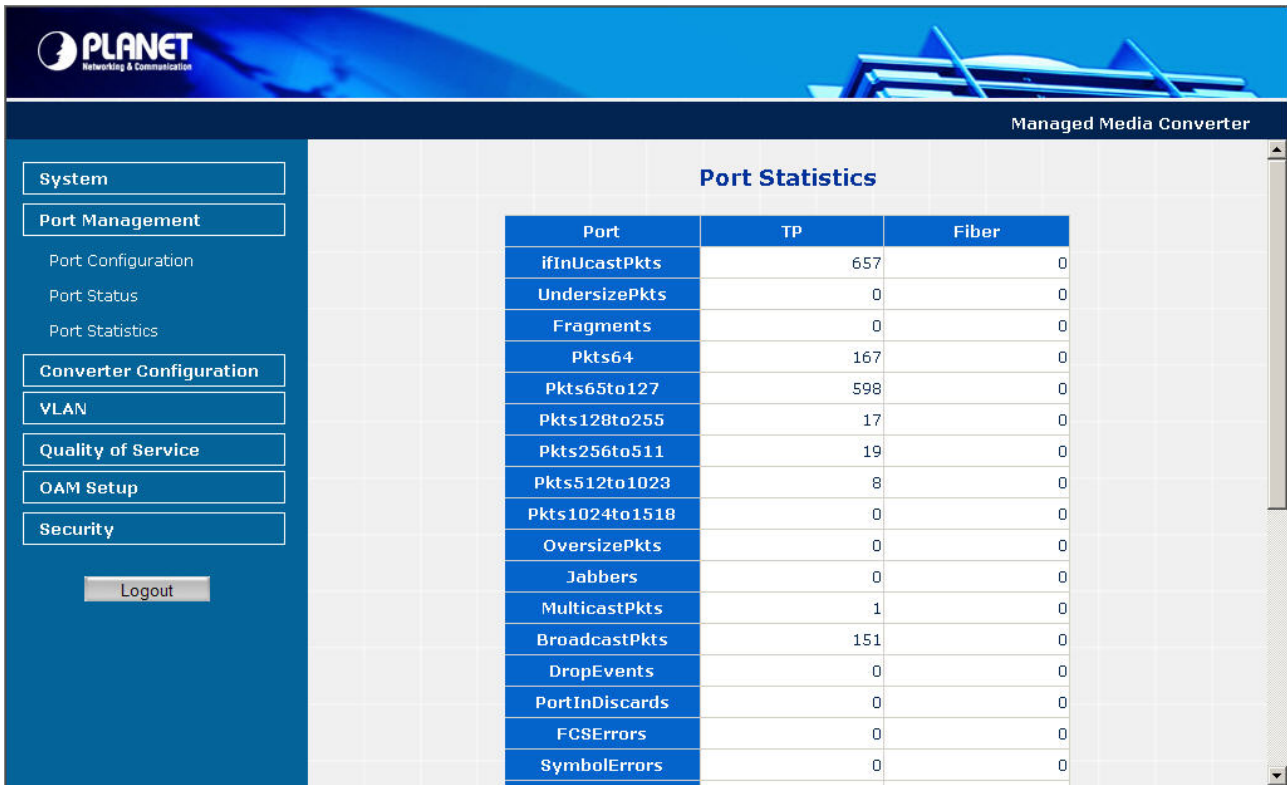 PLANET
Networking & Communication
Managed Media Converter
System
Port Management
Port Configuration
Port Status
Port Statistics
Converter Configuration
VLAN
Quality of Service
OAM Setup
Security
Logout
Port Statistics
Port TP Fiber
ifInUcastPkts 657 0
UndersizePkts 0 0
Fragments 0 0
Pkts64 167 0
Pkts65to127 598 0
Pkts128to255 17 0
Pkts256to511 19 0
Pkts512to1023 8 0
Pkts1024to1518 0 0
OversizePkts 0 0
Jabbers 0 0
MulticastPkts 1 0
BroadcastPkts 151 0
DropEvents 0 0
PortInDiscards 0 0
FCSErrors 0 0
SymbolErrors 0 0